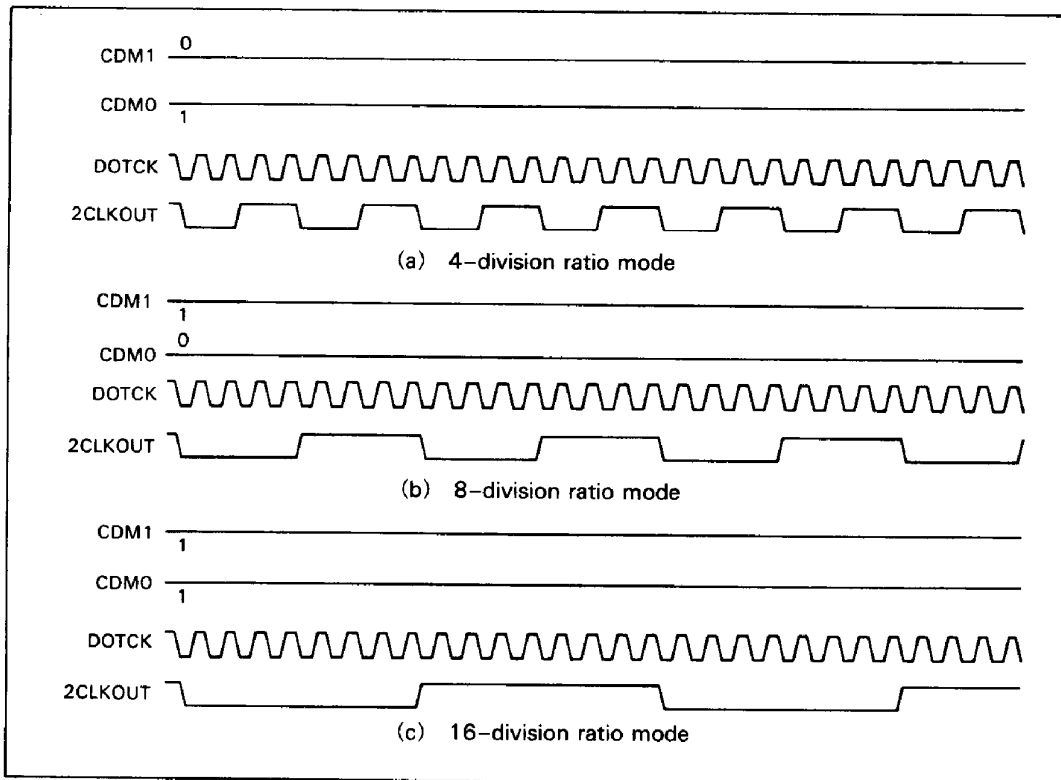 0
CDM1
CDM0
1
DOTCK
2CLKOUT
(a) 4-division ratio mode
CDM1
1
0
CDM0
DOTCK
2CLKOUT
(b) 8-division ratio mode
CDM1
1
CDM0
1
DOTCK
2CLKOUT
(c) 16-division ratio mode